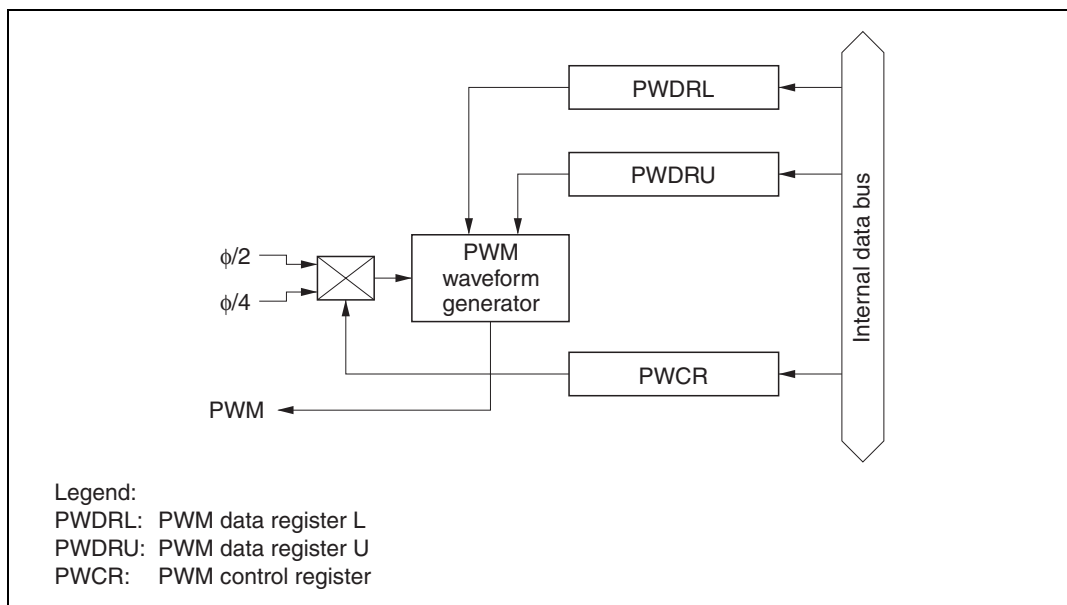 PWDRL
PWDRU
Internal data bus
ϕ/2
ϕ/4
PWM
waveform
generator
PWCR
PWM
Legend:
PWDRL: PWM data register L
PWDRU: PWM data register U
PWCR: PWM control register